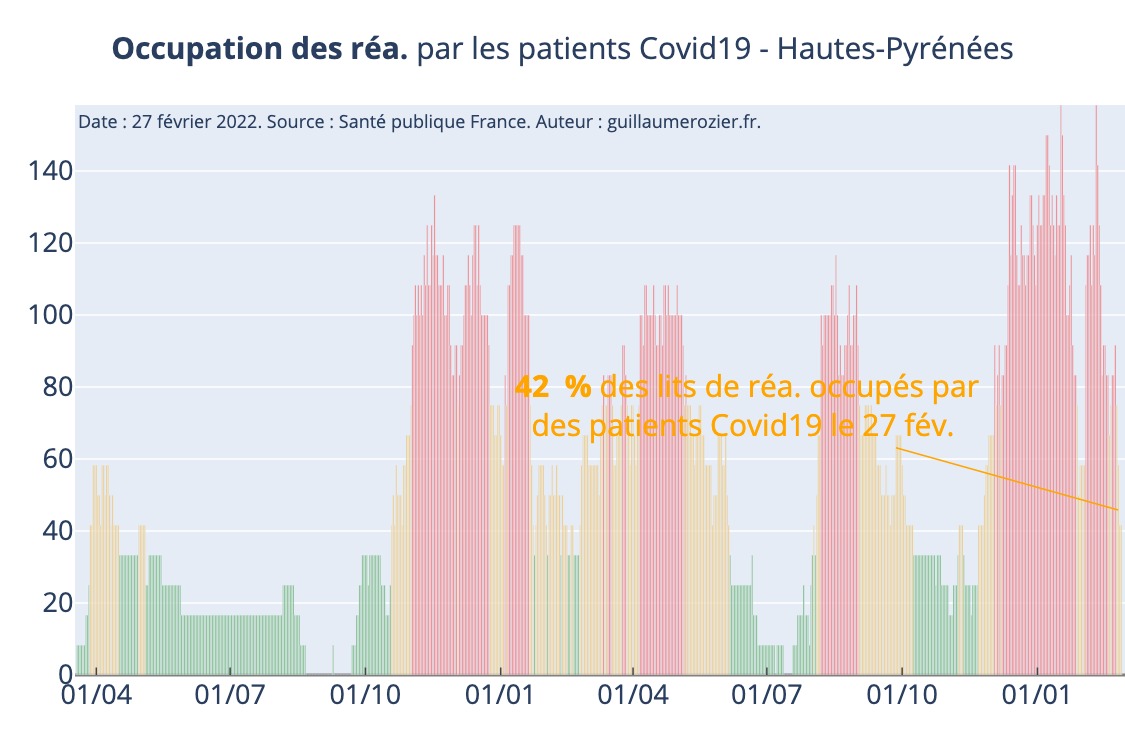 Occupation des réa. par les patients Covid19 - Hautes-Pyrénées
Date : 27 février 2022. Source : Santé publique France. Auteur : guillaumerozier.fr.
140
120
100
80
42 % des lits de réa. occupés par
des patients Covid19 le 27 fév.
60
40
20
0
01/04 01/07 01/10 01/01 01/04 01/07 01/10 01/01